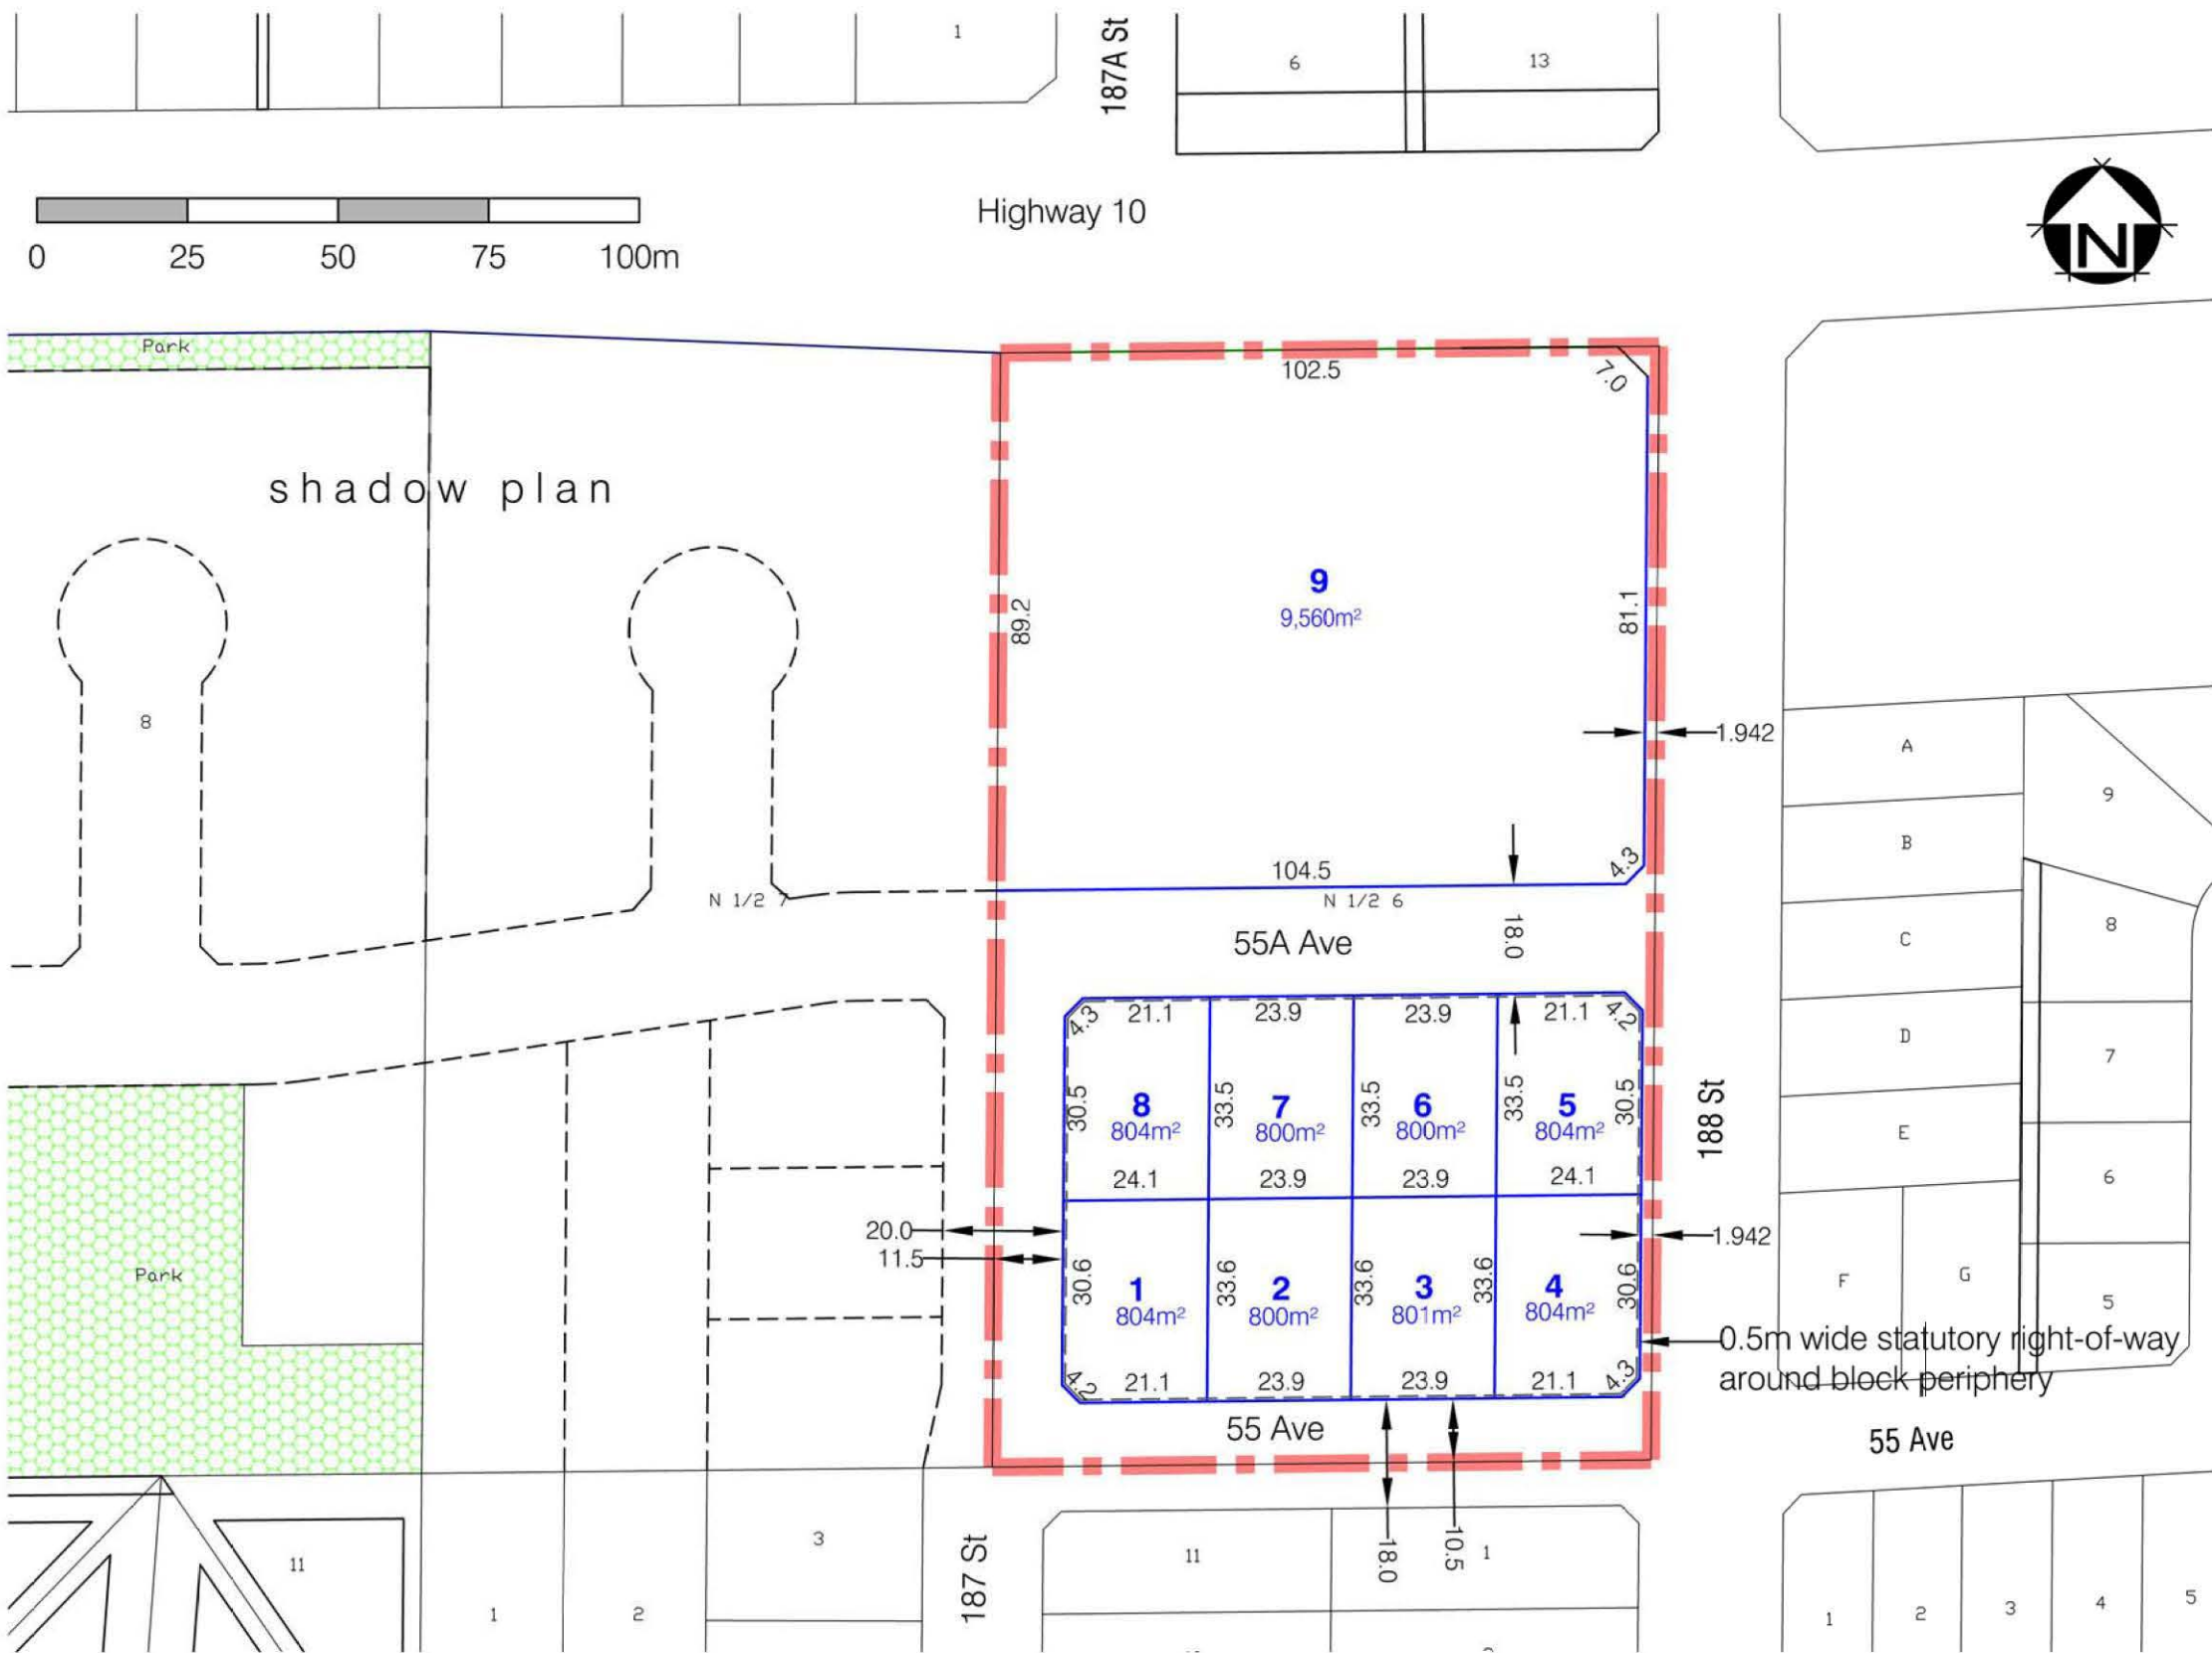 1
187A St
6
13
0 25 50 75 100m
Highway 10
N
Park
102.5
7.0
shadow plan
9
9,560m²
89.2
81.1
8
1.942
A
9
B
104.5
4.3
N 1/2 7
N 1/2 6
55A Ave
18.0
C
8
4.3
21.1
23.9
23.9
21.1
4.2
D
7
30.5
8
804m²
33.5
7
800m²
33.5
6
800m²
33.5
5
804m²
30.5
188 St
E
24.1
23.9
23.9
24.1
6
20.0
11.5
1.942
Park
30.6
1
804m²
33.6
2
800m²
33.6
3
801m²
33.6
4
804m²
30.6
F
G
5
0.5m wide statutory right-of-way
around block periphery
4.2
21.1
23.9
23.9
21.1
4.3
55 Ave
55 Ave
11
1
2
3
187 St
11
18.0
10.5
1
1
2
3
4
5